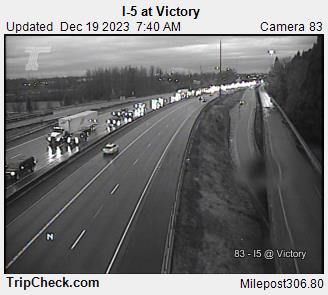 I-5 at Victory
Updated Dec 19 2023 7:40 AM Camera 83
N
83 - I5 @ Victory
TripCheck.com Milepost306.80